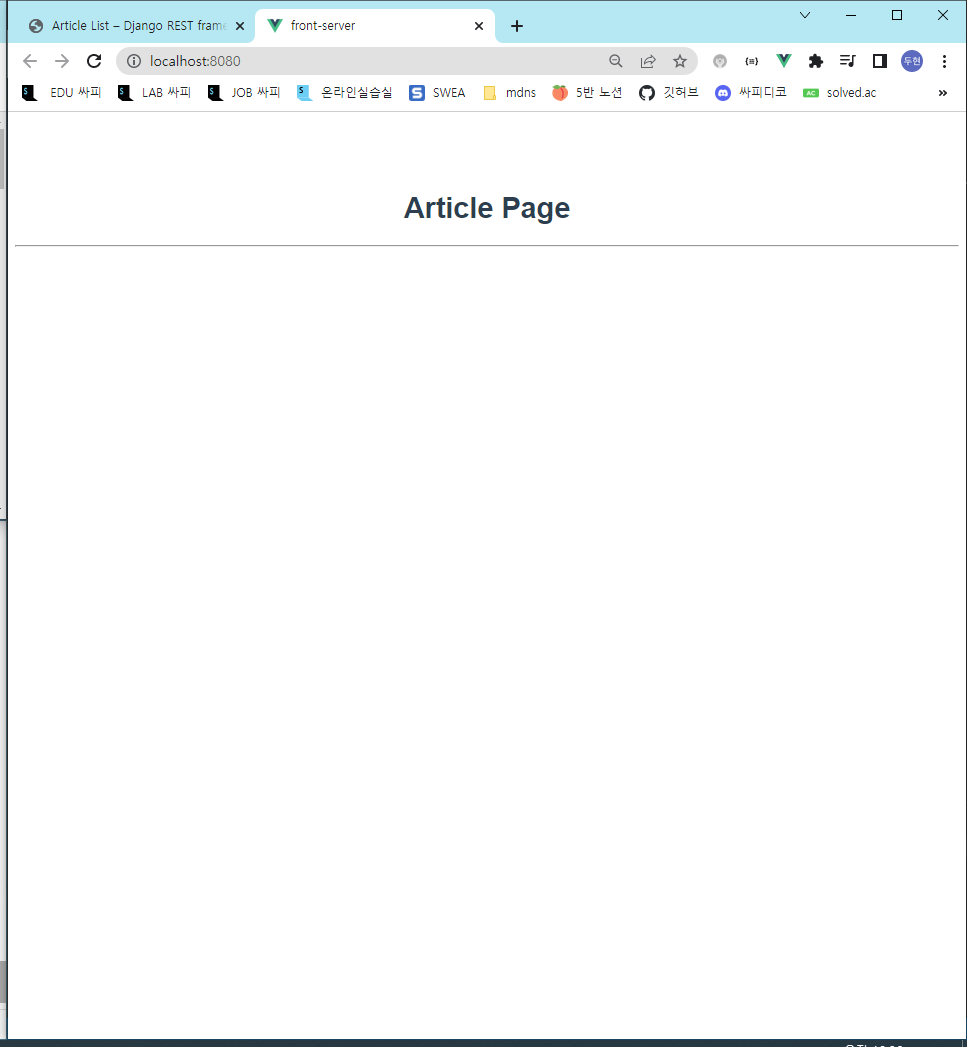 Article List – Django REST frame
front-server
localhost:8080
두현
EDU 싸피
LAB 싸피
JOB 싸피
온라인실습실
SWEA
mdns
5반 노션
깃허브
싸피디코
AC
solved.ac
Article Page